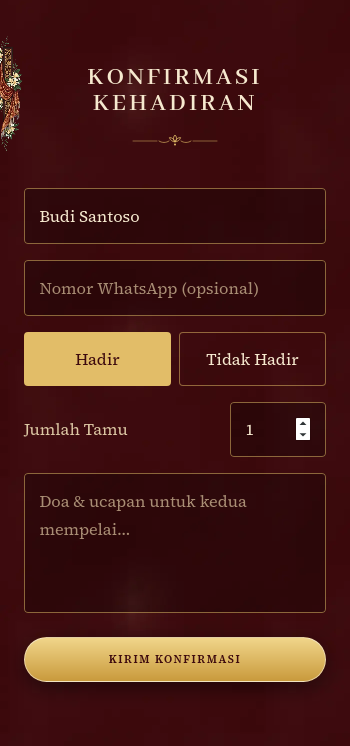 KONFIRMASI
KEHADIRAN
Budi Santoso
Nomor WhatsApp (opsional)
Hadir
Tidak Hadir
Jumlah Tamu
1
Doa & ucapan untuk kedua
mempelai...
KIRIM KONFIRMASI